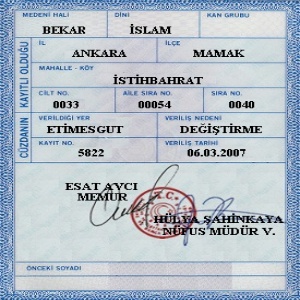 MEDENİ HALİ DİNİ KAN GRUBU
BEKAR İSLAM
İL İLÇE
ANKARA MAMAK
MAHALLE - KÖY
İSTİHBAHRAT
CİLT NO. AİLE SIRA NO. SIRA NO.
0033 00054 0040
VERİLDİĞİ YER VERİLİŞ NEDENİ
ETİMESGUT DEĞİŞTİRME
KAYIT NO. VERİLİŞ TARİHİ
5822 06.03.2007
CÜZDANIN KAYITLI OLDUĞU
ESAT AVCI
MEMUR
T.C.
HÜLYA ŞAHİNKAYA
NÜFUS MÜDÜR V.
ÖNCEKİ SOYADI